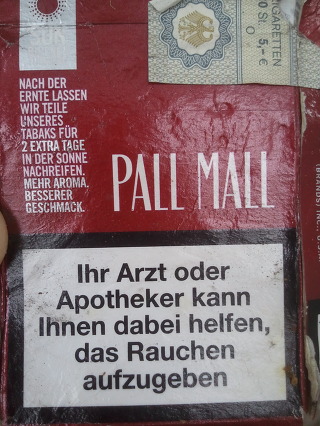 NACH DER
ERNTE LASSEN
WIR TEILE
UNSERES
TABAKS FÜR
2 EXTRA TAGE
IN DER SONNE
NACHREIFEN.
MEHR AROMA.
BESSERER
GESCHMACK.
PALL MALL
Ihr Arzt oder
Apotheker kann
Ihnen dabei helfen,
das Rauchen
aufzugeben
5,- €